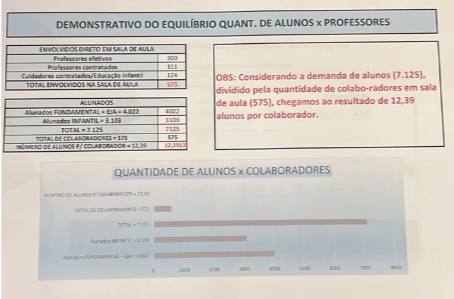 DEMONSTRATIVO DO EQUILÍBRIO QUANT. DE ALUNOS x PROFESSORES
ENVOLVIDOS DIRETO EM SALA DE AULA
Professores efetivos 300
Professores contratados 151
Cuidadores contratados/Educação Infantil 124
TOTAL ENVOLVIDOS NA SALA DE AULA 575
OBS: Considerando a demanda de alunos (7.125),
dividido pela quantidade de colabo-radores em sala
de aula (575), chegamos ao resultado de 12,39
alunos por colaborador.
ALUNADOS
Alunados FUNDAMENTAL + EJA = 4.022 4022
Alunados INFANTIL = 3.103 3103
TOTAL = 7.125 7125
TOTAL DE COLABORADORES = 575 575
NÚMERO DE ALUNOS P/ COLABORADOR = 12,39 12,3913
QUANTIDADE DE ALUNOS x COLABORADORES
NÚMERO DE ALUNOS P/ COLABORADOR = 12,39
TOTAL DE COLABORADORES = 575
TOTAL = 7.125
Alunados INFANTIL = 3.103
Alunados FUNDAMENTAL + EJA = 4.022
0 1000 2000 3000 4000 5000 6000 7000 8000